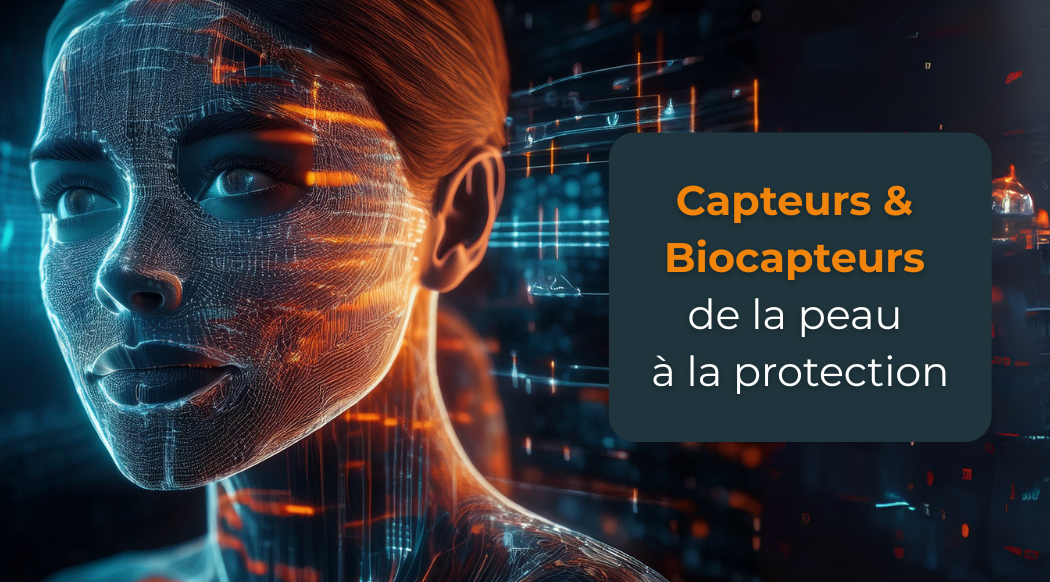 Capteurs &
Biocapteurs
de la peau
à la protection